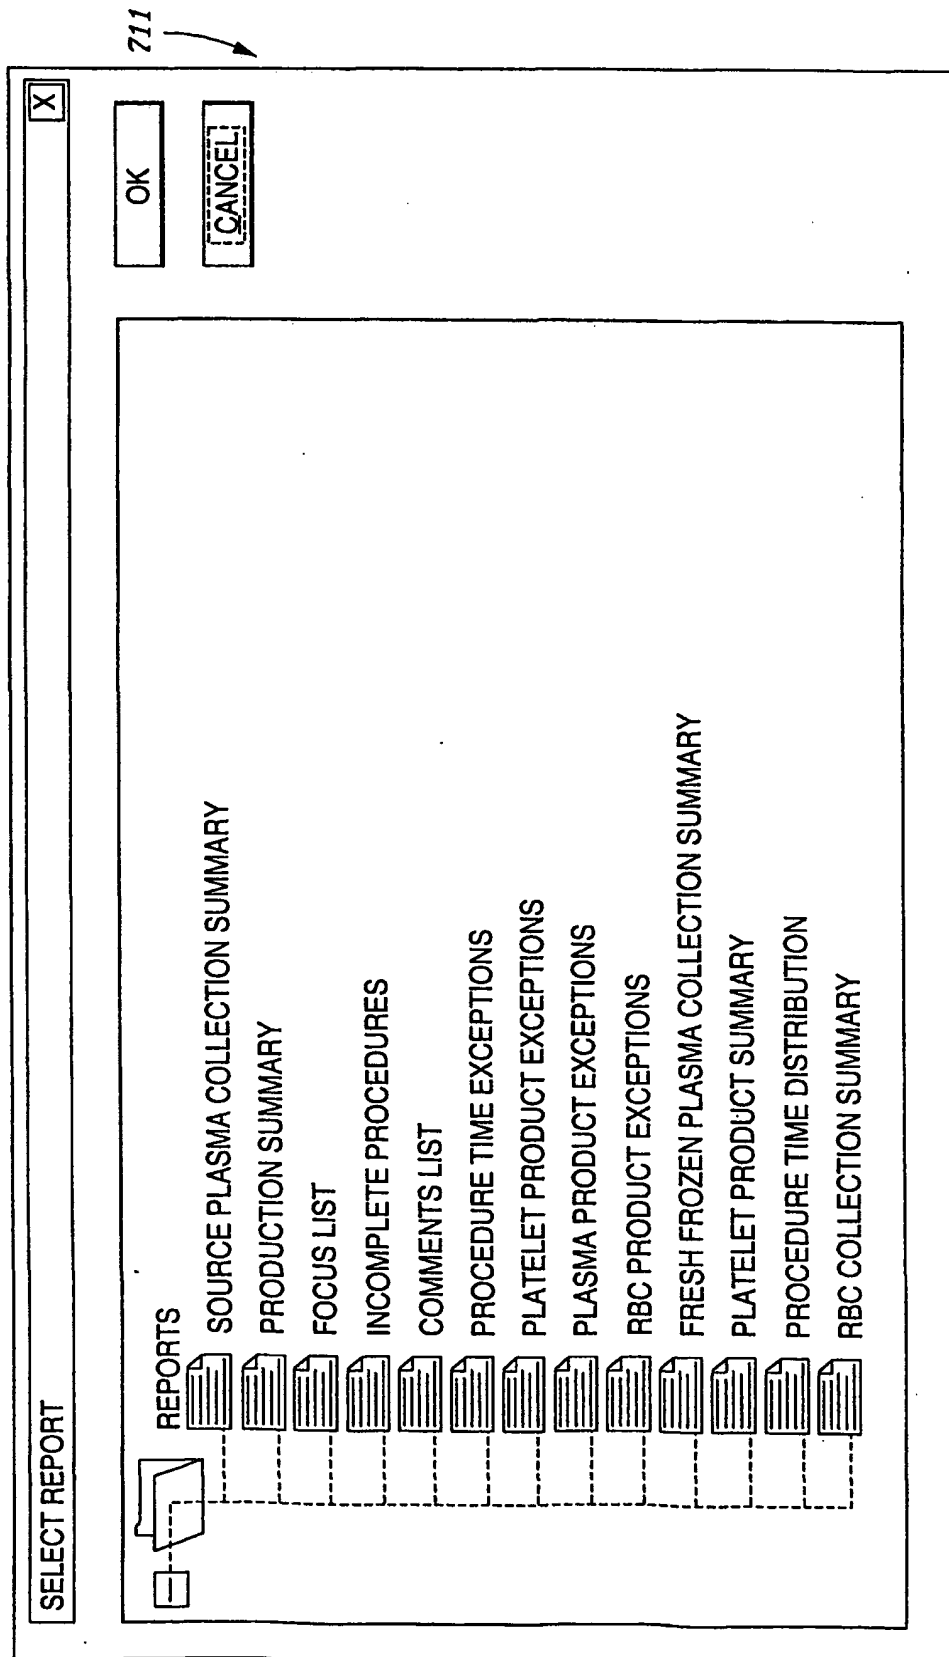 711
SELECT REPORT
X
OK
CANCEL
REPORTS
SOURCE PLASMA COLLECTION SUMMARY
PRODUCTION SUMMARY
FOCUS LIST
INCOMPLETE PROCEDURES
COMMENTS LIST
PROCEDURE TIME EXCEPTIONS
PLATELET PRODUCT EXCEPTIONS
PLASMA PRODUCT EXCEPTIONS
RBC PRODUCT EXCEPTIONS
FRESH FROZEN PLASMA COLLECTION SUMMARY
PLATELET PRODUCT SUMMARY
PROCEDURE TIME DISTRIBUTION
RBC COLLECTION SUMMARY